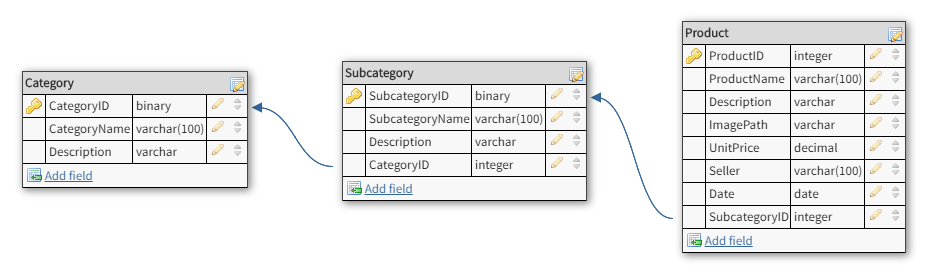 Category
CategoryID binary
CategoryName varchar(100)
Description varchar
Add field
Subcategory
SubcategoryID binary
SubcategoryName varchar(100)
Description varchar
CategoryID integer
Add field
Product
ProductID integer
ProductName varchar(100)
Description varchar
ImagePath varchar
UnitPrice decimal
Seller varchar(100)
Date date
SubcategoryID integer
Add field